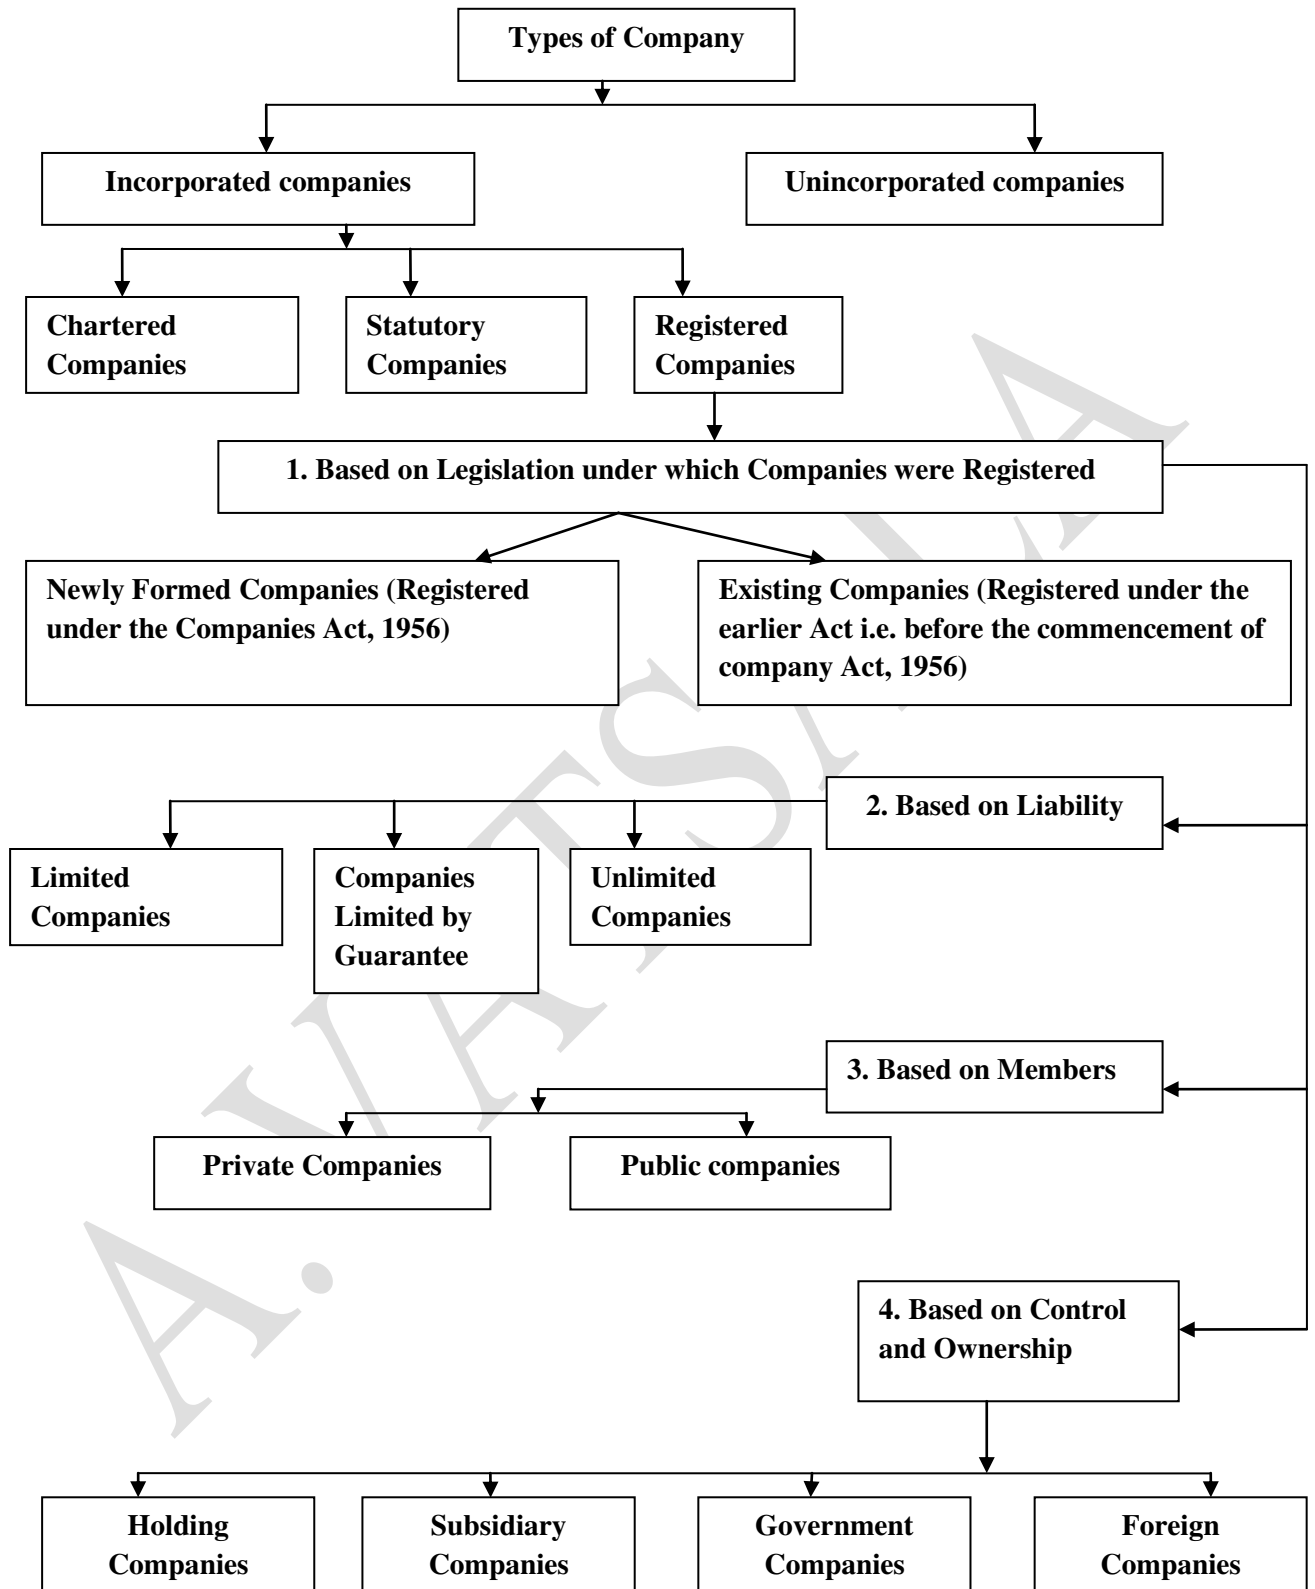 Types of Company
Incorporated companies
Unincorporated companies
Chartered
Companies
Statutory
Companies
Registered
Companies
1. Based on Legislation under which Companies were Registered
Newly Formed Companies (Registered
under the Companies Act, 1956)
Existing Companies (Registered under the
earlier Act i.e. before the commencement of
company Act, 1956)
2. Based on Liability
Limited
Companies
Companies
Limited by
Guarantee
Unlimited
Companies
3. Based on Members
Private Companies
Public companies
4. Based on Control
and Ownership
Holding
Companies
Subsidiary
Companies
Government
Companies
Foreign
Companies
A.VATSALA